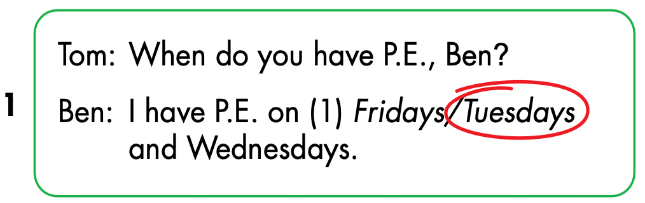 Tom: When do you have P.E., Ben?
1
Ben: I have P.E. on (1) Fridays/Tuesdays
and Wednesdays.